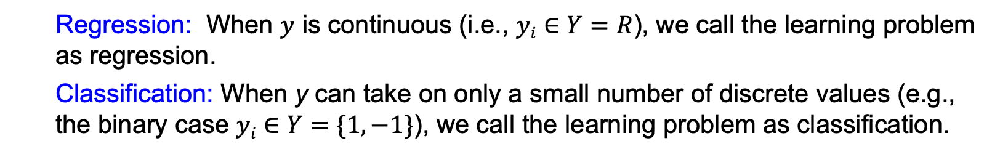 Regression: When y is continuous (i.e., yᵢ ∈ Y = R), we call the learning problem
as regression.
Classification: When y can take on only a small number of discrete values (e.g.,
the binary case yᵢ ∈ Y = {1, −1}), we call the learning problem as classification.